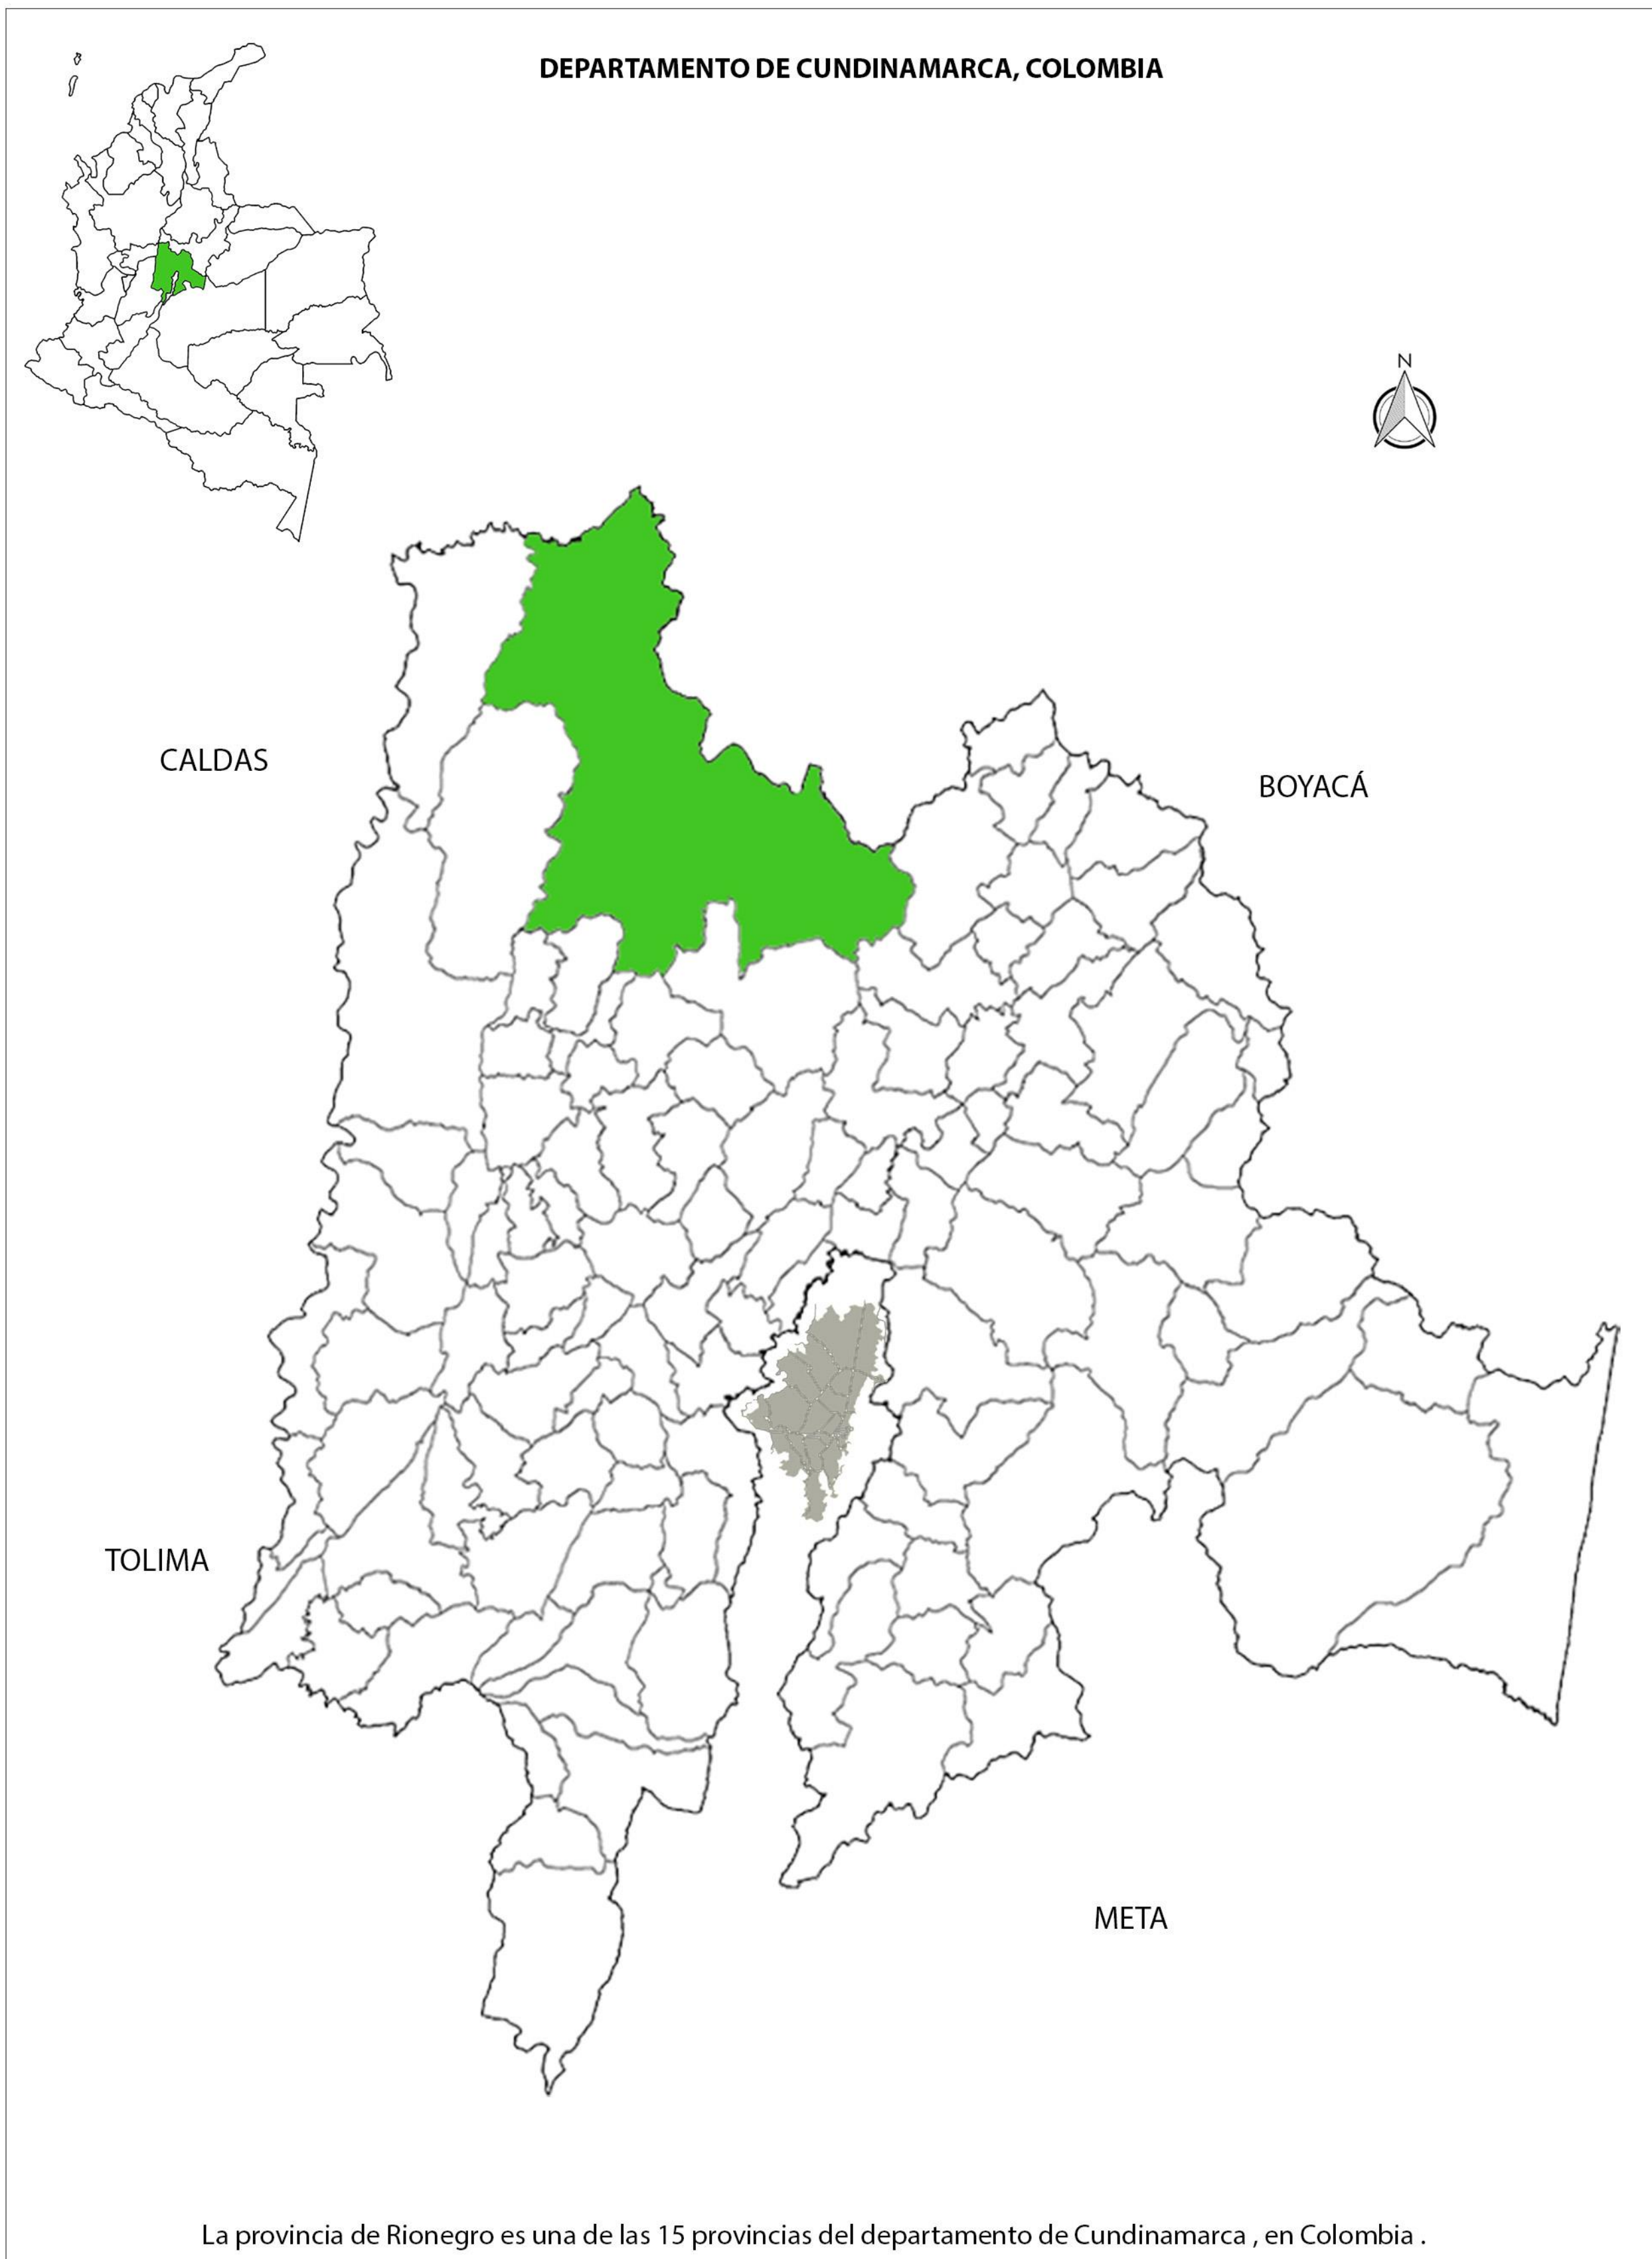 DEPARTAMENTO DE CUNDINAMARCA, COLOMBIA
N
CALDAS
BOYACÁ
TOLIMA
META
La provincia de Rionegro es una de las 15 provincias del departamento de Cundinamarca , en Colombia .